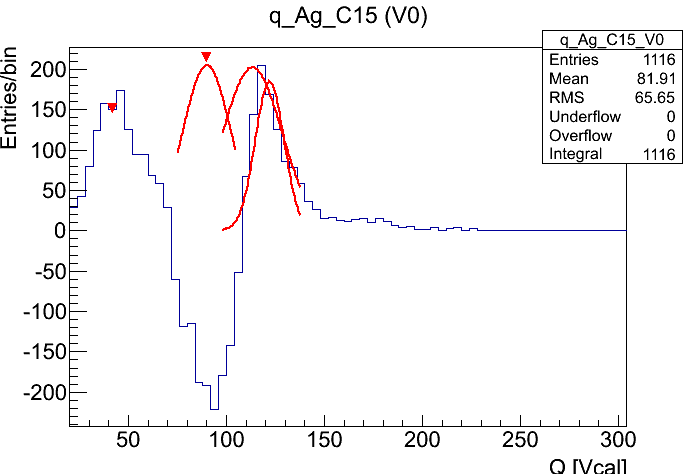 q_Ag_C15 (V0)
q_Ag_C15_V0
Entries 1116
Mean 81.91
RMS 65.65
Underflow 0
Overflow 0
Integral 1116
Entries/bin
200
150
100
50
0
-50
-100
-150
-200
50 100 150 200 250 300
Q [Vcal]